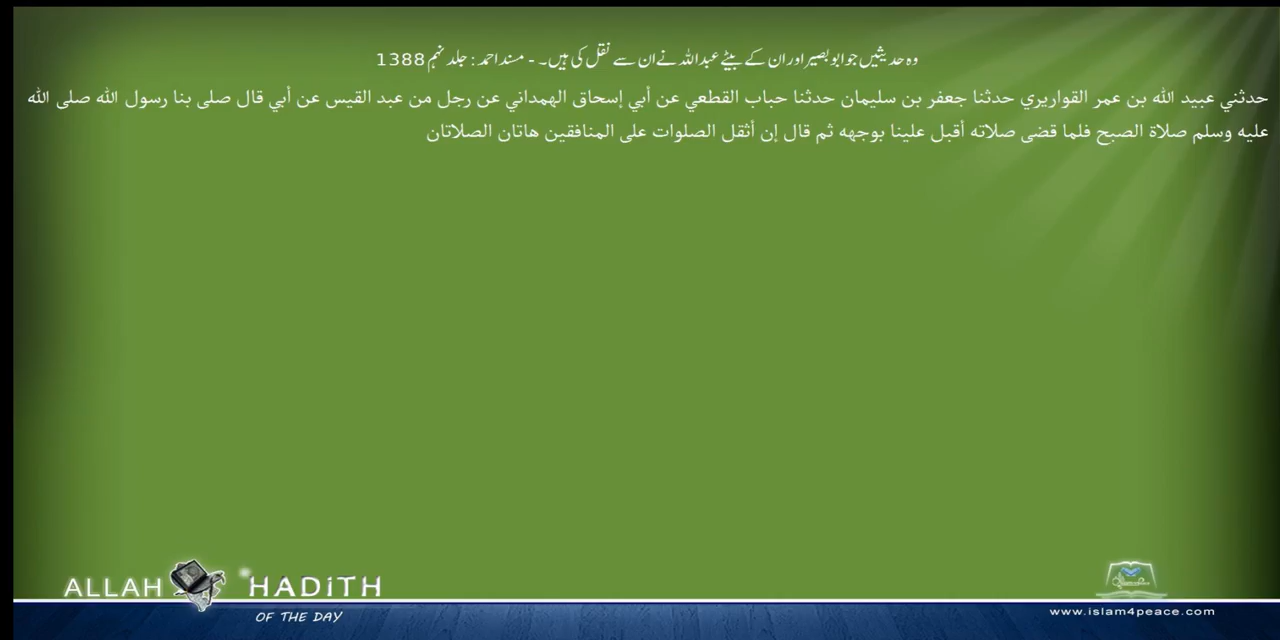 وہ حدیثیں جو ابو بصیر اور ان کے بیٹے عبداللہ نے ان سے نقل کی ہیں۔ - مسند احمد : جلد نہم 1388
حدثني عبيد الله بن عمر القواريري حدثنا جعفر بن سليمان حدثنا حباب القطعي عن أبي إسحاق الهمداني عن رجل من عبد القيس عن أبي قال صلى بنا رسول الله صلى الله
عليه وسلم صلاة الصبح فلما قضى صلاته أقبل علينا بوجهه ثم قال إن أثقل الصلوات على المنافقين هاتان الصلاتان
ALLAH HADITH
OF THE DAY
www.islam4peace.com